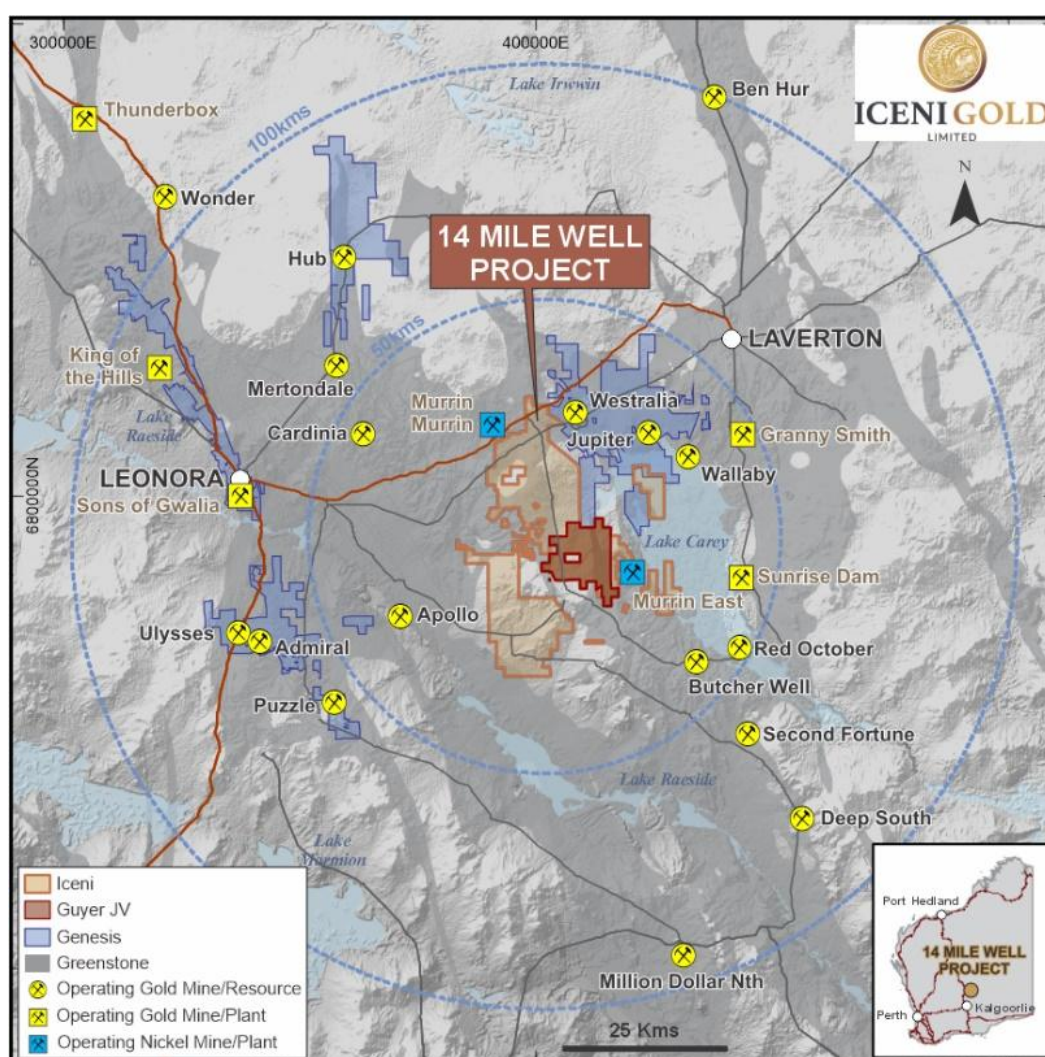 300000E
400000E
ICENI GOLD
LIMITED
Lake Irwwin
Ben Hur
Thunderbox
100kms
N
Wonder
14 MILE WELL
PROJECT
Hub
50kms
LAVERTON
King of
the Hills
Mertondale
Murrin
Murrin
Westralia
Lake
Raeside
Cardinia
Jupiter
Granny Smith
Wallaby
LEONORA
6800000N
Sons of Gwalia
Lake Carey
Sunrise Dam
Murrin East
Apollo
Ulysses
Admiral
Red October
Butcher Well
Puzzle
Second Fortune
Lake Raeside
Deep South
Lake
Marmion
Iceni
Guyer JV
Genesis
Greenstone
Operating Gold Mine/Resource
Operating Gold Mine/Plant
Operating Nickel Mine/Plant
Million Dollar Nth
25 Kms
Port Hedland
14 MILE WELL
PROJECT
Kalgoorlie
Perth